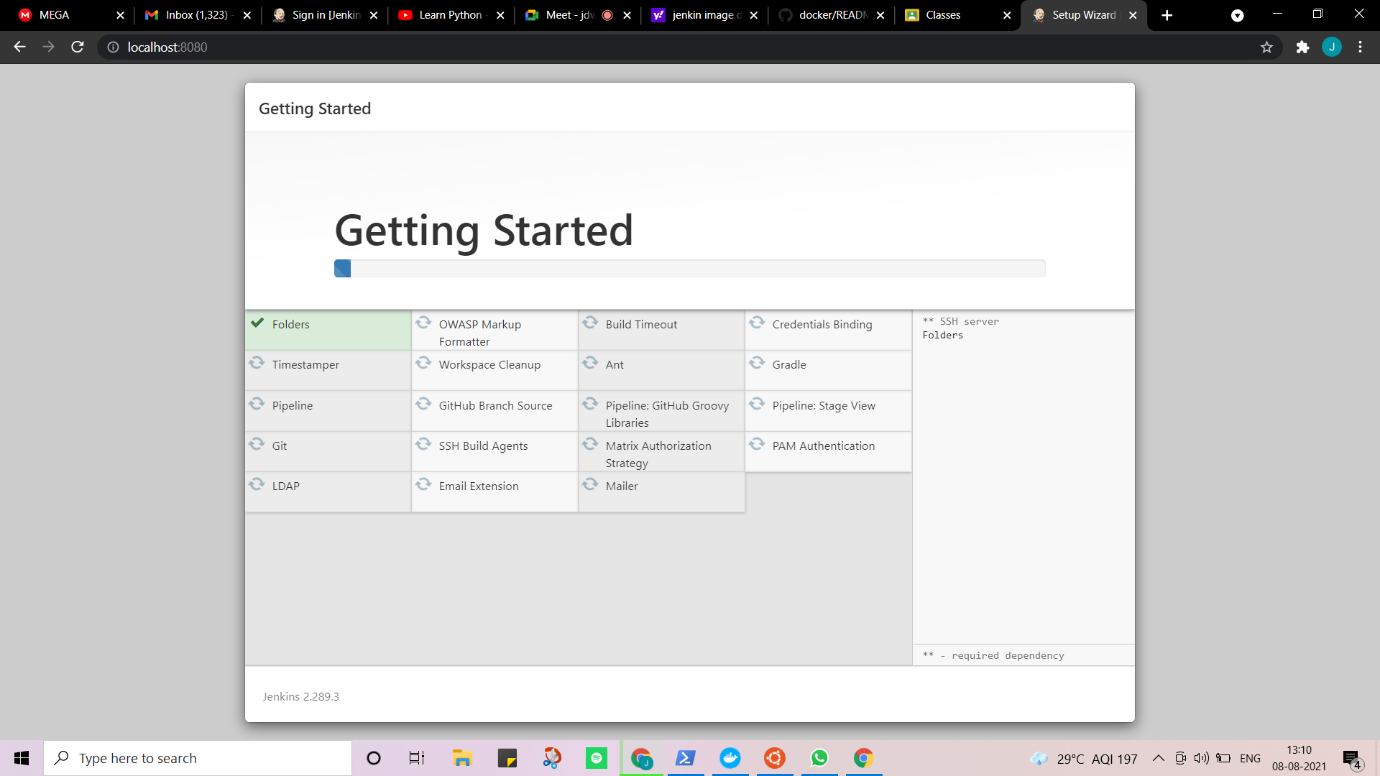 MEGA
Inbox (1,323) -
Sign in [Jenkin
Learn Python -
Meet - jdv
jenkin image d
docker/READM
Classes
Setup Wizard
localhost:8080
J
Getting Started
Getting Started
Folders
OWASP Markup
Formatter
Build Timeout
Credentials Binding
Timestamper
Workspace Cleanup
Ant
Gradle
Pipeline
GitHub Branch Source
Pipeline: GitHub Groovy
Libraries
Pipeline: Stage View
Git
SSH Build Agents
Matrix Authorization
Strategy
PAM Authentication
LDAP
Email Extension
Mailer
** SSH server
Folders
** - required dependency
Jenkins 2.289.3
Type here to search
29°C AQI 197
ENG
13:10
08-08-2021
4